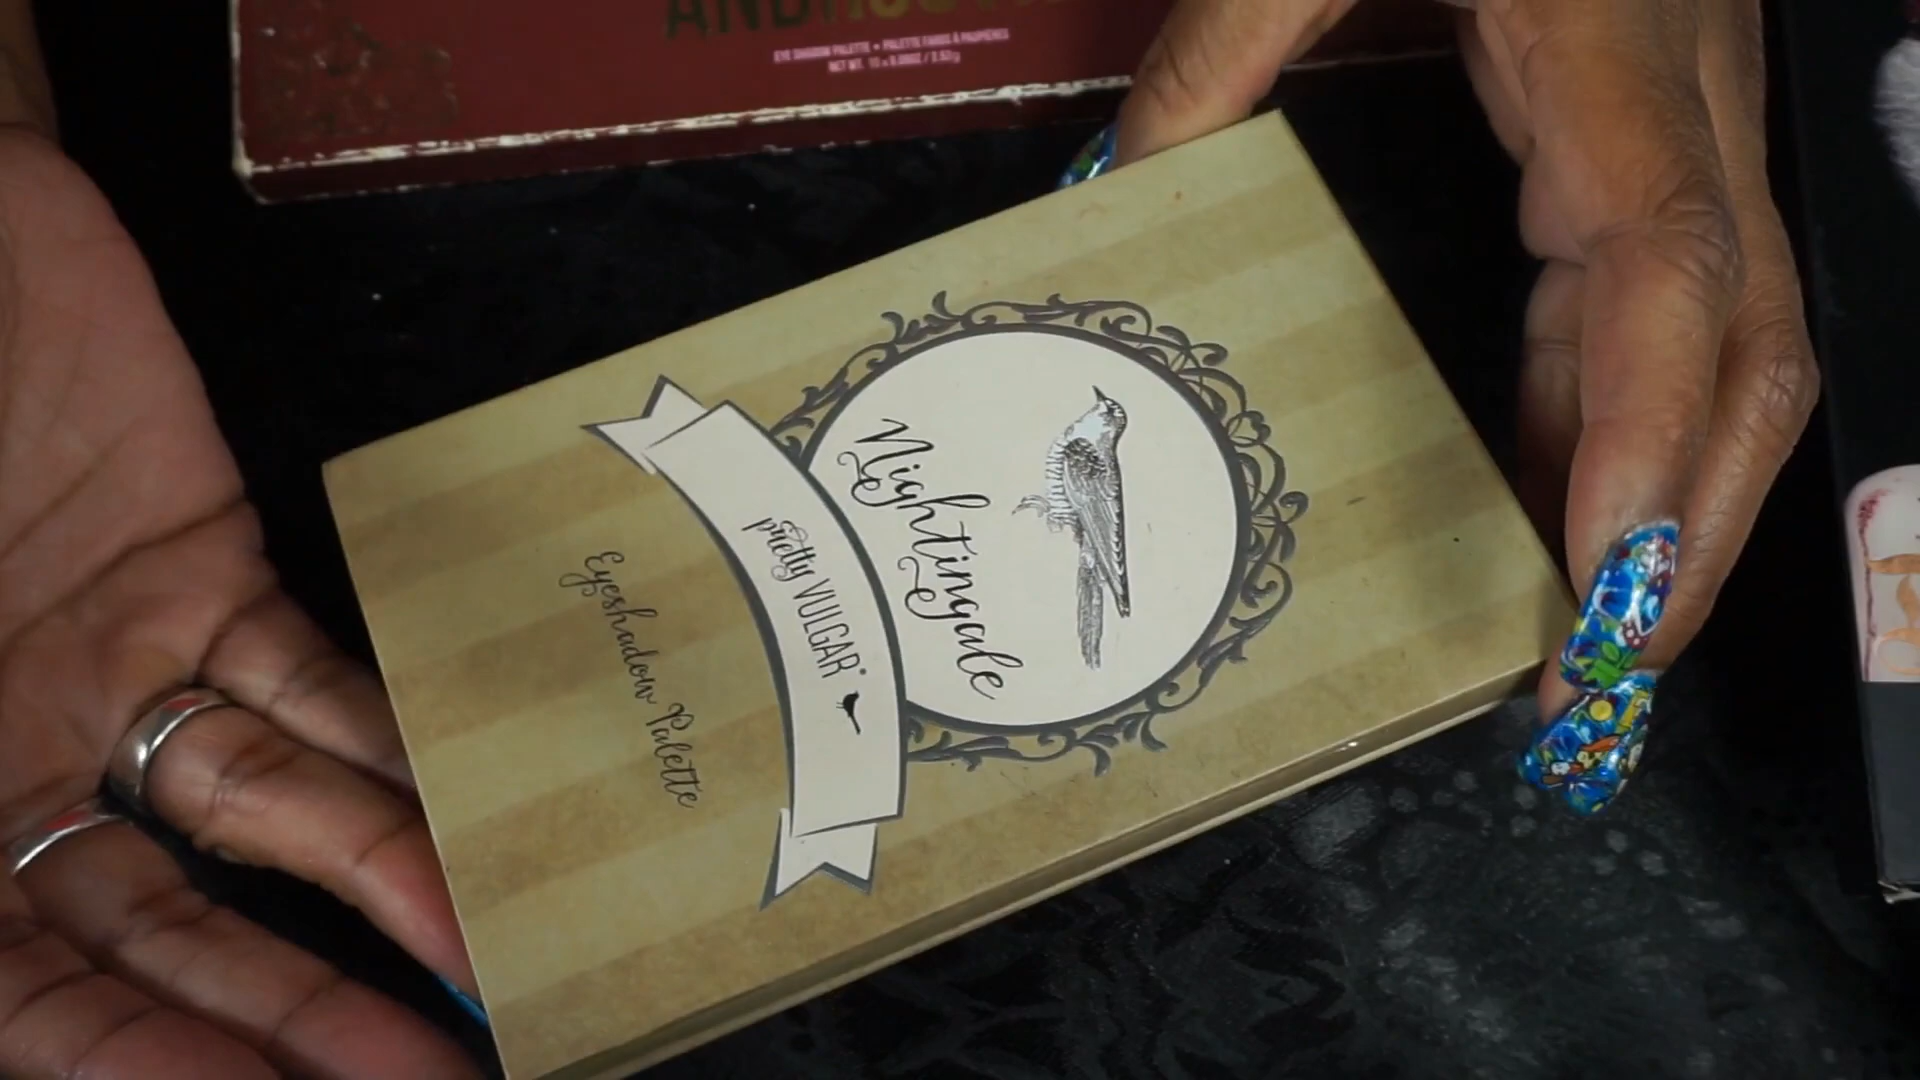 EYE SHADOW PALETTE • PALETTE FARDS À PAUPIÈRES
Nightingale
pretty VULGAR®
Eyeshadow Palette